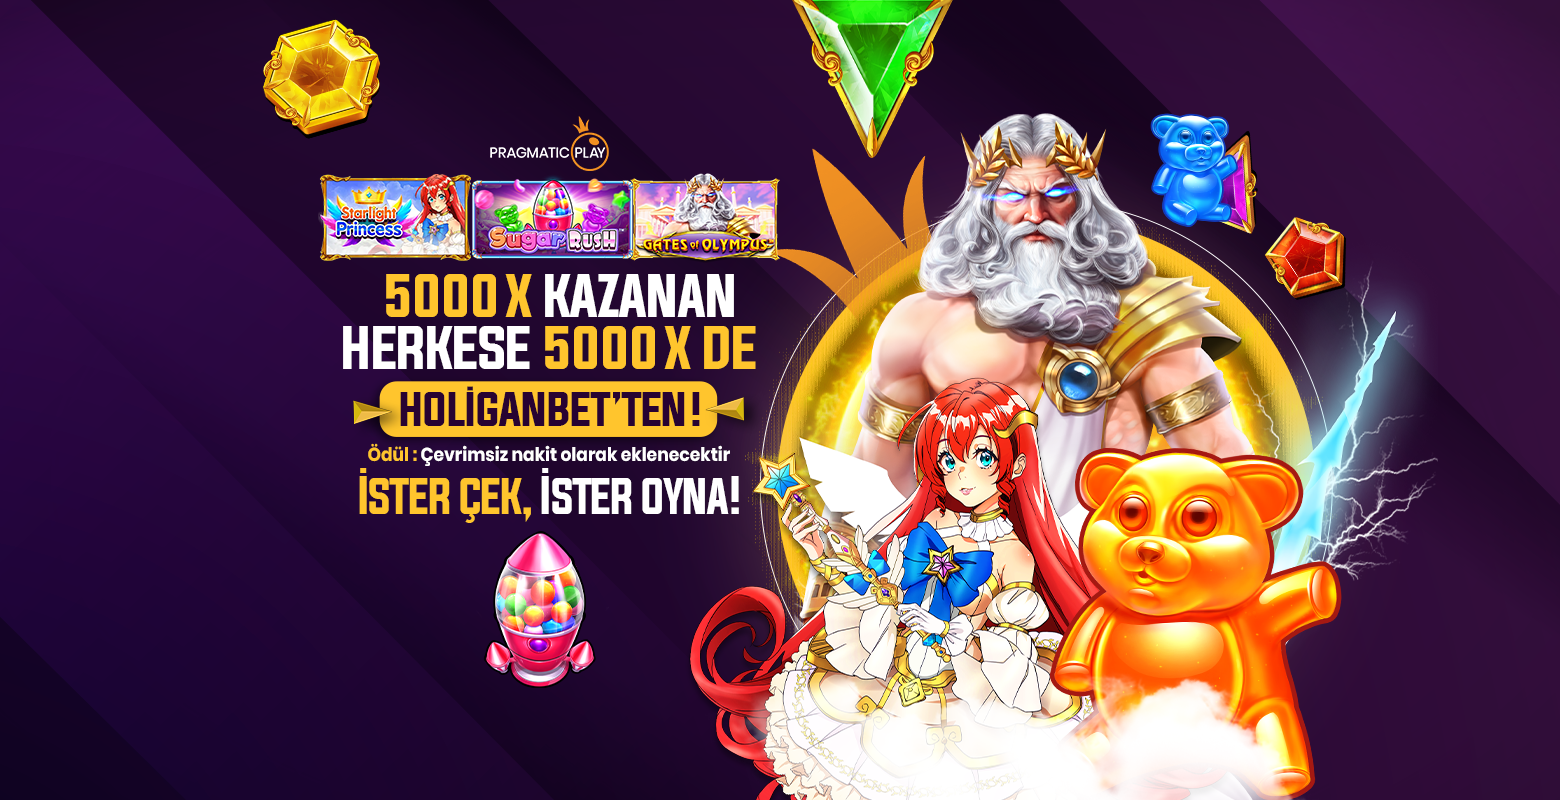 PRAGMATIC PLAY
Starlight
Princess
Sugar RUSH
GATES of OLYMPUS
5000 X KAZANAN
HERKESE 5000 X DE
HOLİGANBET'TEN!
Ödül : Çevrimsiz nakit olarak eklenecektir
İSTER ÇEK, İSTER OYNA!